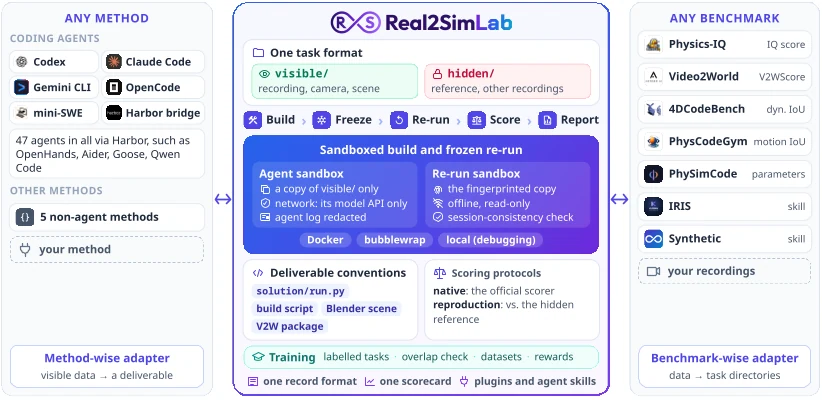 ANY METHOD
CODING AGENTS
Codex
Claude Code
Gemini CLI
OpenCode
mini-SWE
Harbor bridge
47 agents in all via Harbor, such as
OpenHands, Aider, Goose, Qwen
Code
OTHER METHODS
5 non-agent methods
your method
Method-wise adapter
visible data → a deliverable
R S Real2SimLab
One task format
visible/
recording, camera, scene
hidden/
reference, other recordings
Build › Freeze › Re-run › Score › Report
Sandboxed build and frozen re-run
Agent sandbox
a copy of visible/ only
network: its model API only
agent log redacted
Re-run sandbox
the fingerprinted copy
offline, read-only
session-consistency check
Docker bubblewrap local (debugging)
Deliverable conventions
solution/run.py
build script Blender scene
V2W package
Scoring protocols
native: the official scorer
reproduction: vs. the hidden
reference
Training labelled tasks · overlap check · datasets · rewards
one record format one scorecard plugins and agent skills
ANY BENCHMARK
Physics-IQ IQ score
Video2World V2WScore
4DCodeBench dyn. IoU
PhysCodeGym motion IoU
PhySimCode parameters
IRIS skill
Synthetic skill
your recordings
Benchmark-wise adapter
data → task directories